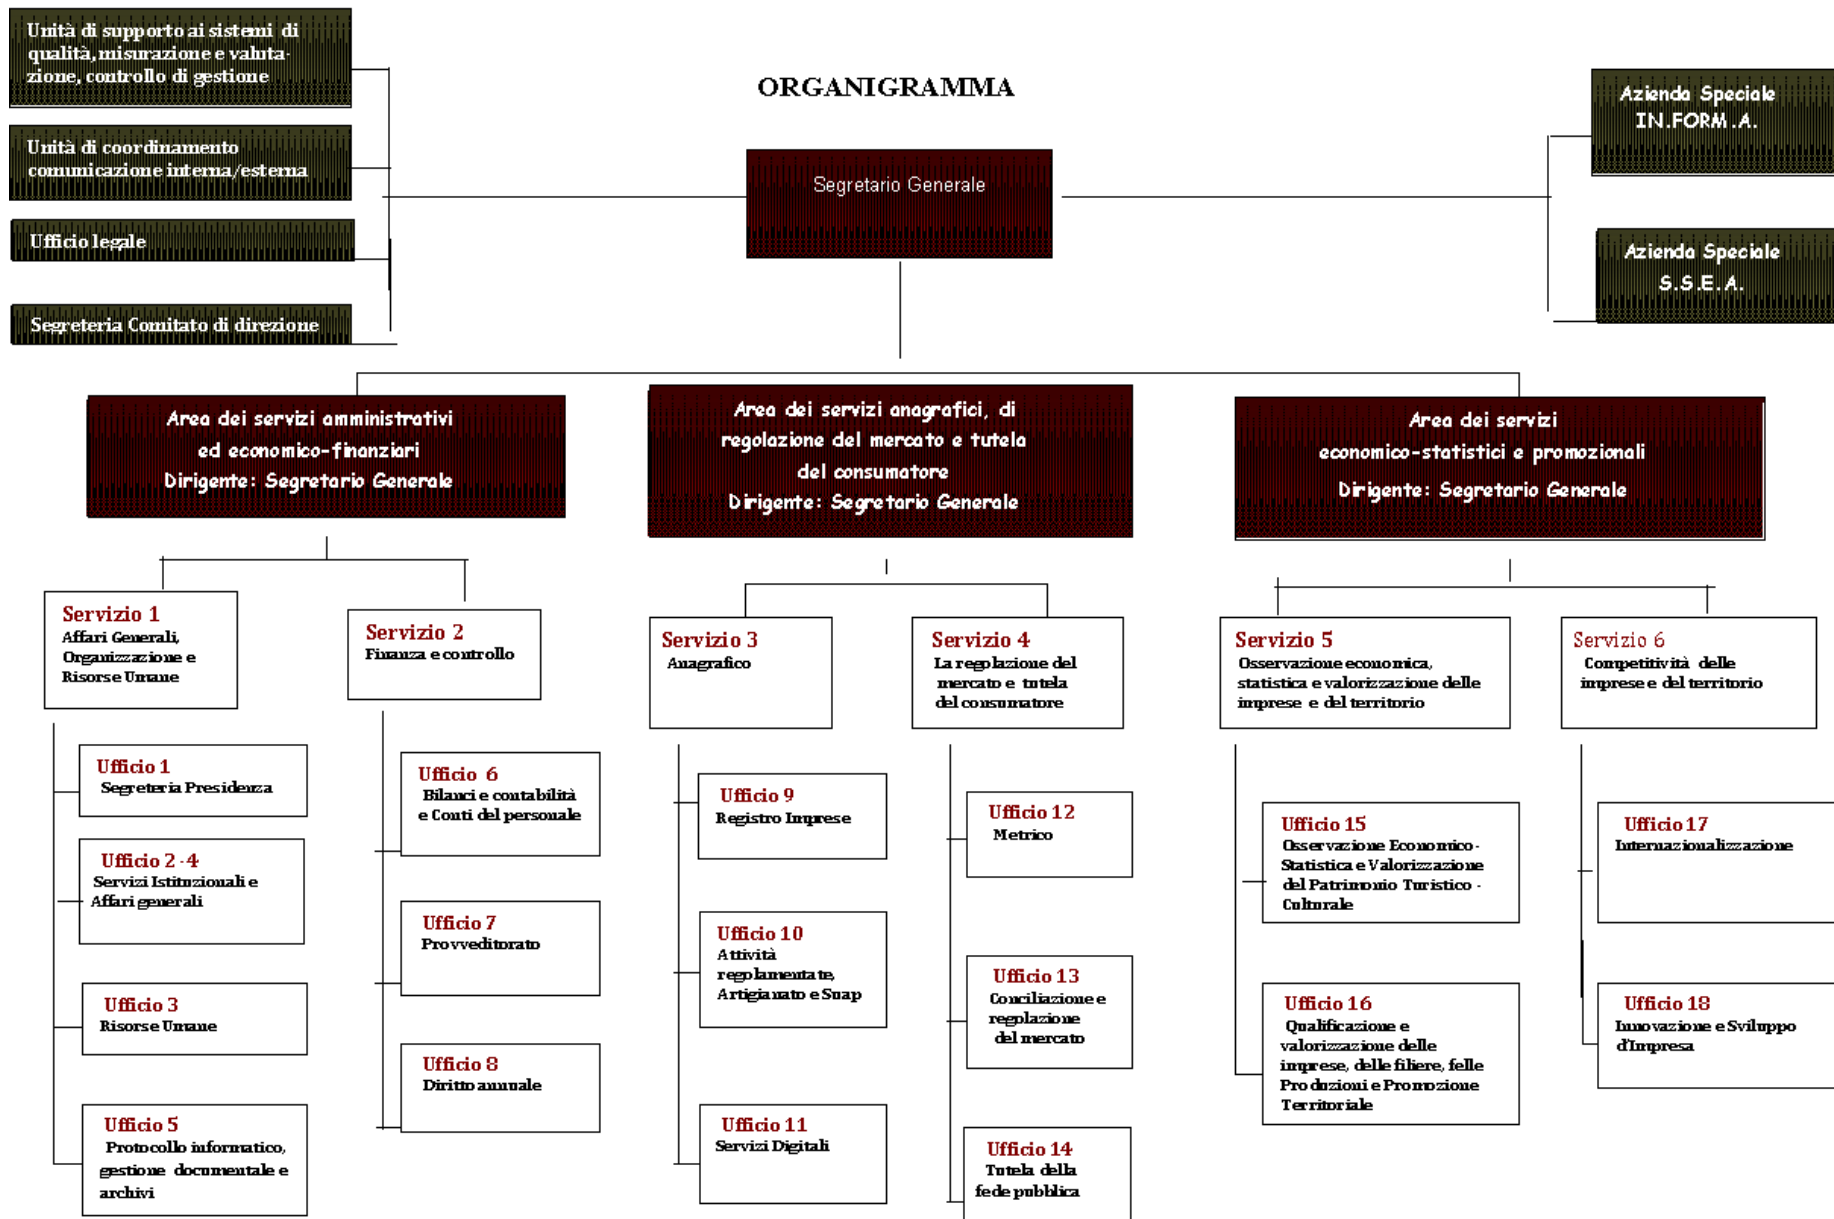 Unità di supporto ai sistemi di
qualità, misurazione e valuta-
zione, controllo di gestione
ORGANIGRAMMA
Azienda Speciale
IN.FORM.A.
Unità di coordinamento
comunicazione interna/esterna
Segretario Generale
Ufficio legale
Azienda Speciale
S.S.E.A.
Segreteria Comitato di direzione
Area dei servizi amministrativi
ed economico-finanziari
Dirigente: Segretario Generale
Area dei servizi anagrafici, di
regolazione del mercato e tutela
del consumatore
Dirigente: Segretario Generale
Area dei servizi
economico-statistici e promozionali
Dirigente: Segretario Generale
Servizio 1
Affari Generali,
Organizzazione e
Risorse Umane
Servizio 2
Finanza e controllo
Servizio 3
Anagrafico
Servizio 4
La regolazione del
mercato e tutela
del consumatore
Servizio 5
Osservazione economica,
statistica e valorizzazione delle
imprese e del territorio
Servizio 6
Competitività delle
imprese e del territorio
Ufficio 1
Segreteria Presidenza
Ufficio 2-4
Servizi Istituzionali e
Affari generali
Ufficio 3
Risorse Umane
Ufficio 5
Protocollo informatico,
gestione documentale e
archivi
Ufficio 6
Bilanci e contabilità
e Conti del personale
Ufficio 7
Provveditorato
Ufficio 8
Diritto annuale
Ufficio 9
Registro Imprese
Ufficio 10
Attività
regolamentate,
Artigianato e Suap
Ufficio 11
Servizi Digitali
Ufficio 12
Metrico
Ufficio 13
Conciliazione e
regolazione
del mercato
Ufficio 14
Tutela della
fede pubblica
Ufficio 15
Osservazione Economico-
Statistica e Valorizzazione
del Patrimonio Turistico -
Culturale
Ufficio 16
Qualificazione e
valorizzazione delle
imprese, delle filiere, felle
Produzioni e Promozione
Territoriale
Ufficio 17
Internazionalizzazione
Ufficio 18
Innovazione e Sviluppo
d'Impresa